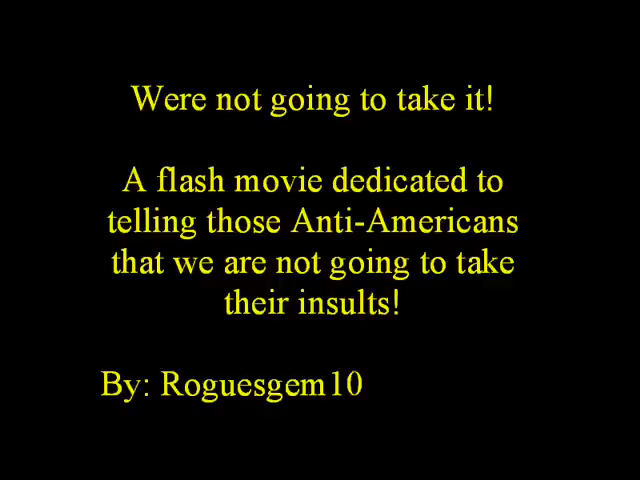 Were not going to take it!
A flash movie dedicated to
telling those Anti-Americans
that we are not going to take
their insults!
By: Roguesgem10